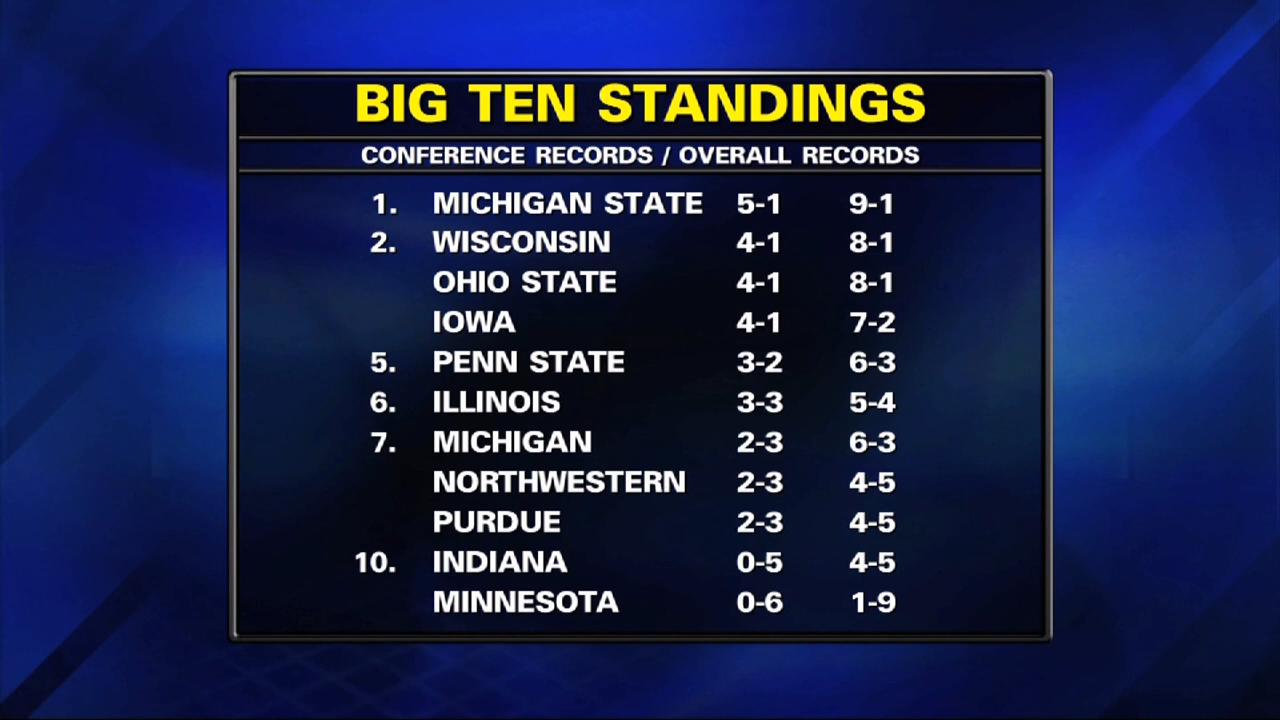 BIG TEN STANDINGS
CONFERENCE RECORDS / OVERALL RECORDS
1. MICHIGAN STATE 5-1 9-1
2. WISCONSIN 4-1 8-1
OHIO STATE 4-1 8-1
IOWA 4-1 7-2
5. PENN STATE 3-2 6-3
6. ILLINOIS 3-3 5-4
7. MICHIGAN 2-3 6-3
NORTHWESTERN 2-3 4-5
PURDUE 2-3 4-5
10. INDIANA 0-5 4-5
MINNESOTA 0-6 1-9